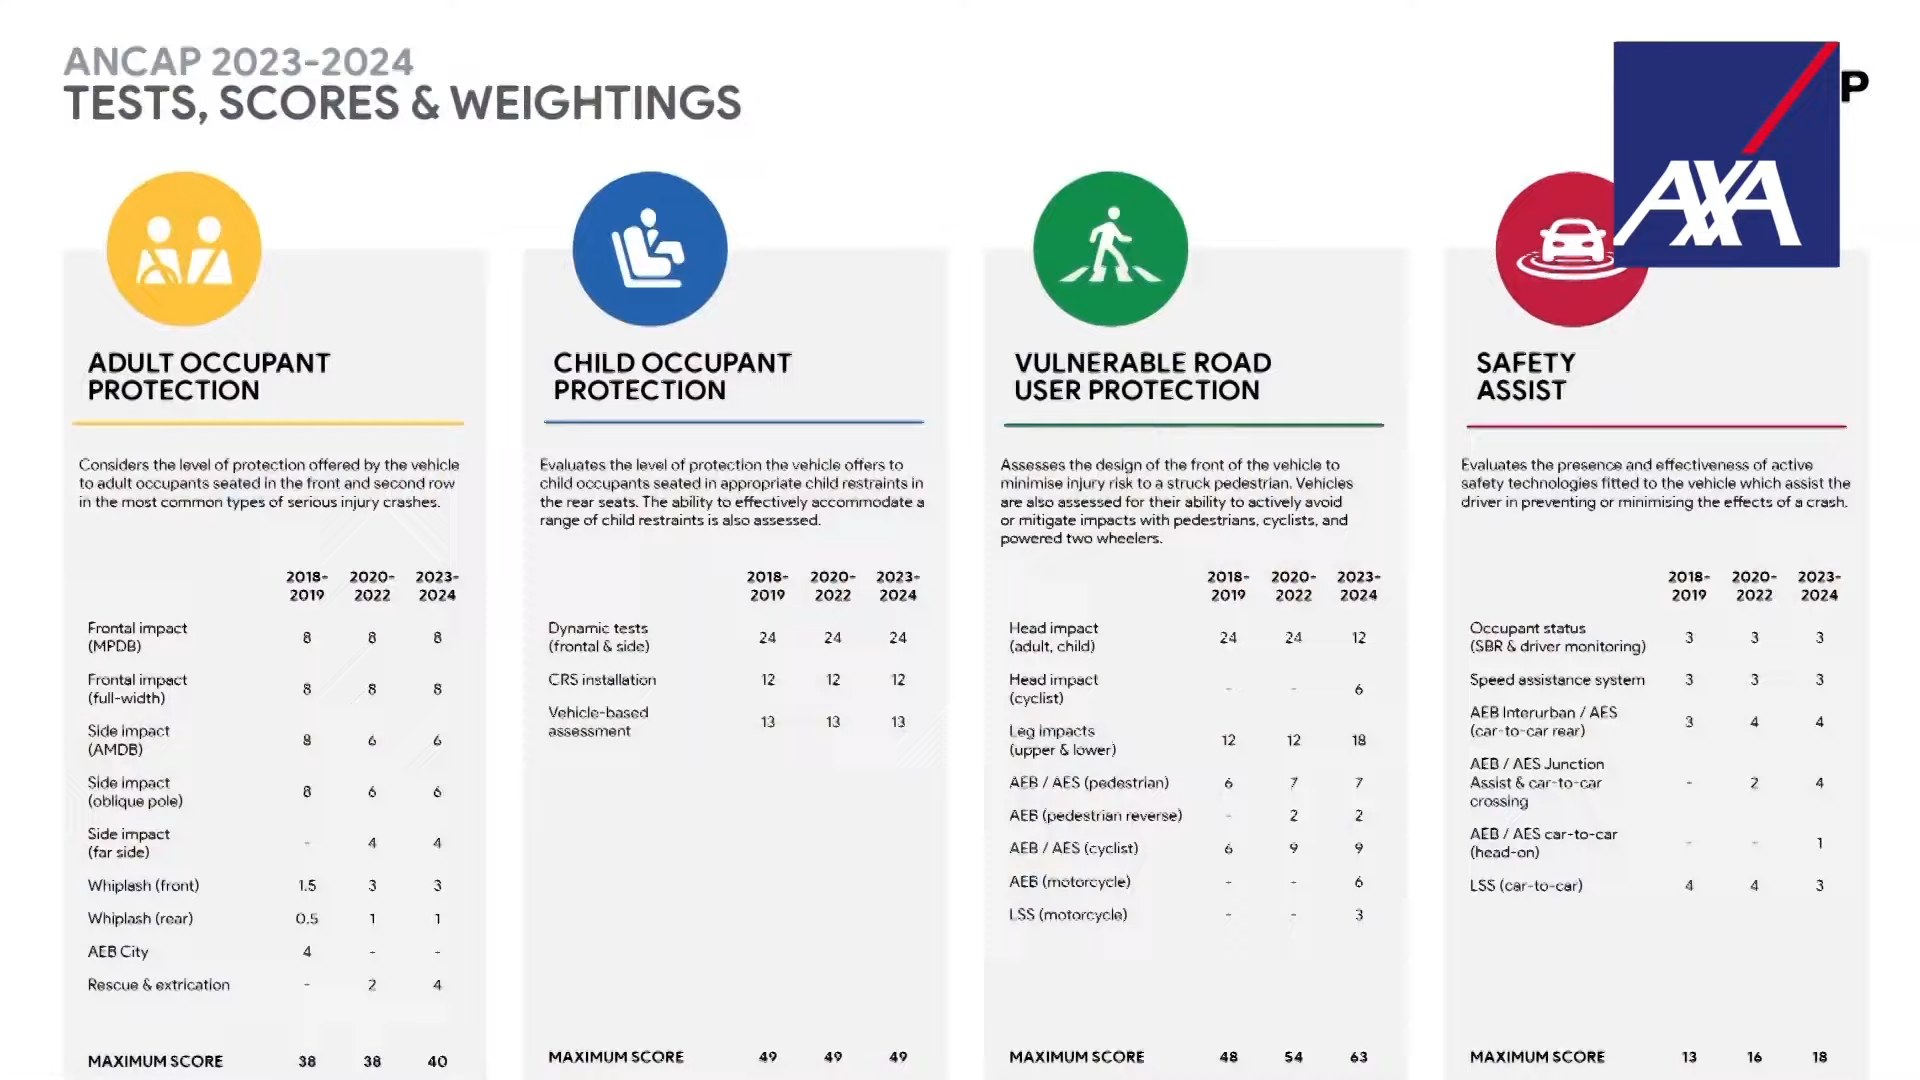 ANCAP 2023-2024
TESTS, SCORES & WEIGHTINGS
P
AXA
ADULT OCCUPANT
PROTECTION
Considers the level of protection offered by the vehicle
to adult occupants seated in the front and second row
in the most common types of serious injury crashes.
2018- 2020- 2023-
2019 2022 2024
Frontal impact
(MPDB) 8 8 8
Frontal impact
(full-width) 8 8 8
Side impact
(AMDB) 8 6 6
Side impact
(oblique pole) 8 6 6
Side impact
(far side) - 4 4
Whiplash (front) 1.5 3 3
Whiplash (rear) 0.5 1 1
AEB City 4 - -
Rescue & extrication - 2 4
MAXIMUM SCORE 38 38 40
CHILD OCCUPANT
PROTECTION
Evaluates the level of protection the vehicle offers to
child occupants seated in appropriate child restraints in
the rear seats. The ability to effectively accommodate a
range of child restraints is also assessed.
2018- 2020- 2023-
2019 2022 2024
Dynamic tests
(frontal & side) 24 24 24
CRS installation 12 12 12
Vehicle-based
assessment 13 13 13
MAXIMUM SCORE 49 49 49
VULNERABLE ROAD
USER PROTECTION
Assesses the design of the front of the vehicle to
minimise injury risk to a struck pedestrian. Vehicles
are also assessed for their ability to actively avoid
or mitigate impacts with pedestrians, cyclists, and
powered two wheelers.
2018- 2020- 2023-
2019 2022 2024
Head impact
(adult, child) 24 24 12
Head impact
(cyclist) - - 6
Leg impacts
(upper & lower) 12 12 18
AEB / AES (pedestrian) 6 7 7
AEB (pedestrian reverse) - 2 2
AEB / AES (cyclist) 6 9 9
AEB (motorcycle) - - 6
LSS (motorcycle) - - 3
MAXIMUM SCORE 48 54 63
SAFETY
ASSIST
Evaluates the presence and effectiveness of active
safety technologies fitted to the vehicle which assist the
driver in preventing or minimising the effects of a crash.
2018- 2020- 2023-
2019 2022 2024
Occupant status
(SBR & driver monitoring) 3 3 3
Speed assistance system 3 3 3
AEB Interurban / AES
(car-to-car rear) 3 4 4
AEB / AES Junction
Assist & car-to-car - 2 4
crossing
AEB / AES car-to-car
(head-on) - - 1
LSS (car-to-car) 4 4 3
MAXIMUM SCORE 13 16 18